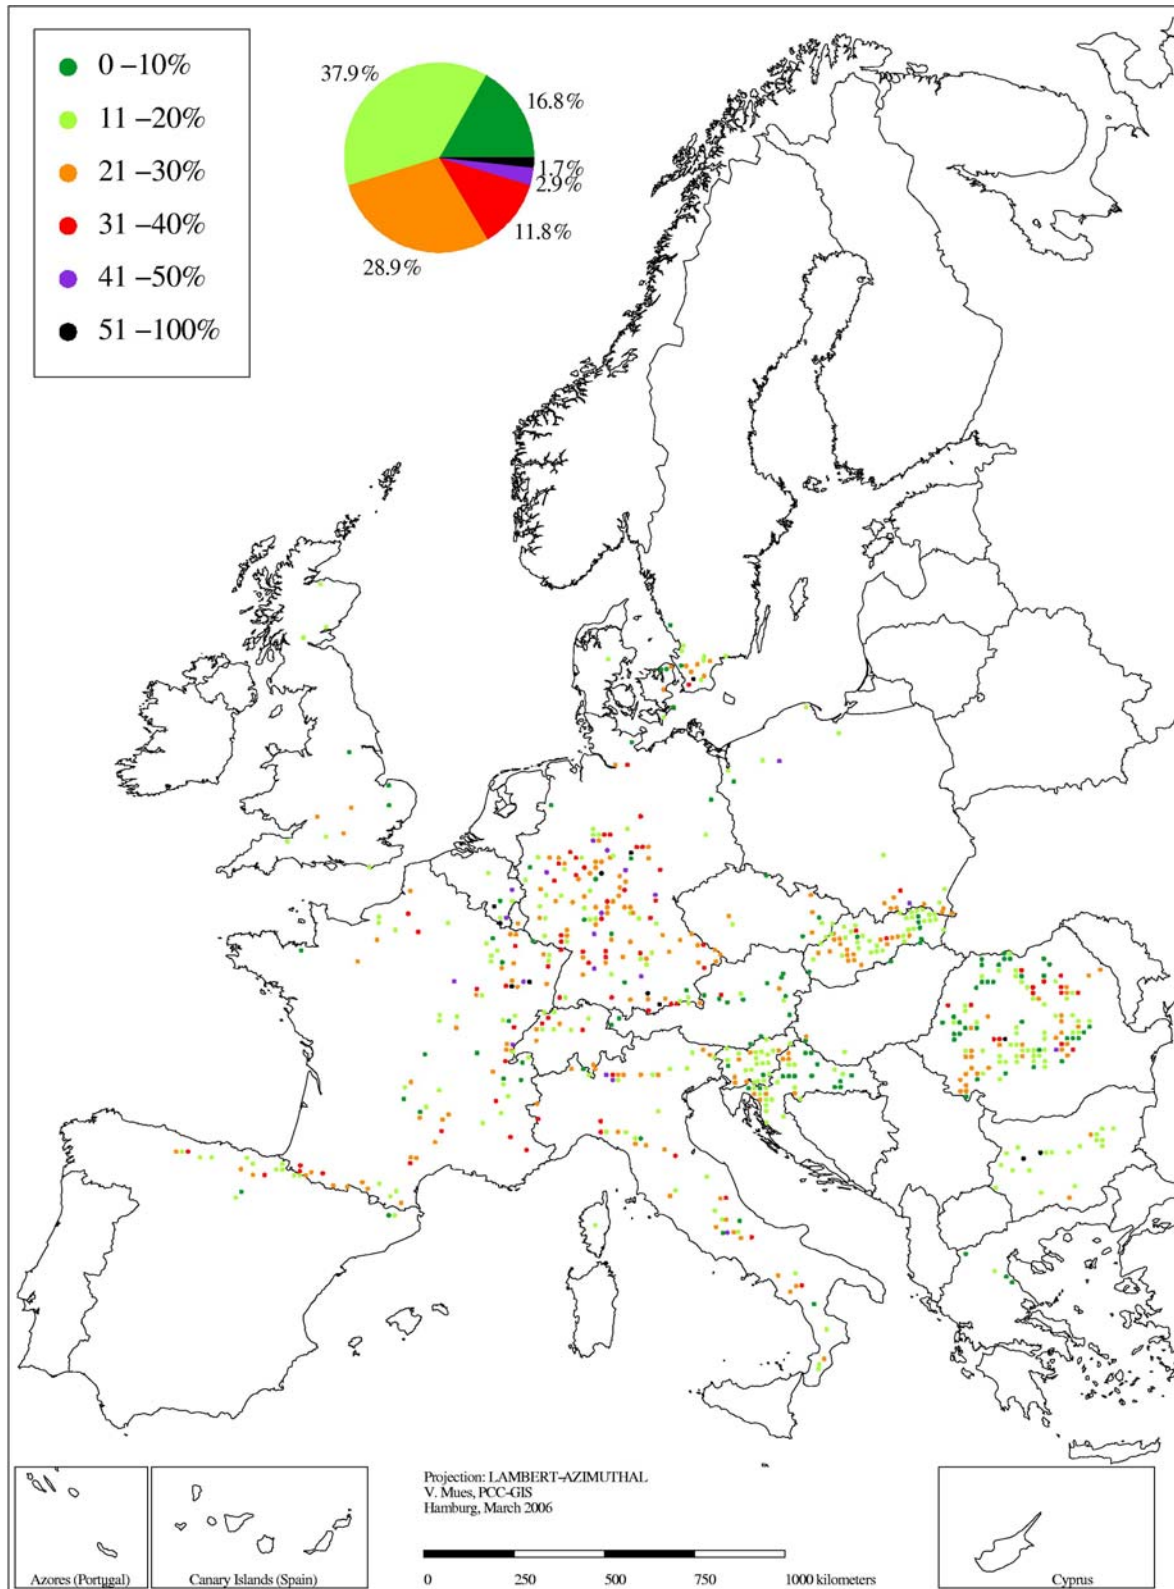 0 –10%
11 –20%
21 –30%
31 –40%
41 –50%
51 –100%
37.9%
16.8%
1.7%
2.9%
11.8%
28.9%
Projection: LAMBERT-AZIMUTHAL
V. Mues, PCC-GIS
Hamburg, March 2006
0 250 500 750 1000 kilometers
Azores (Portugal)
Canary Islands (Spain)
Cyprus